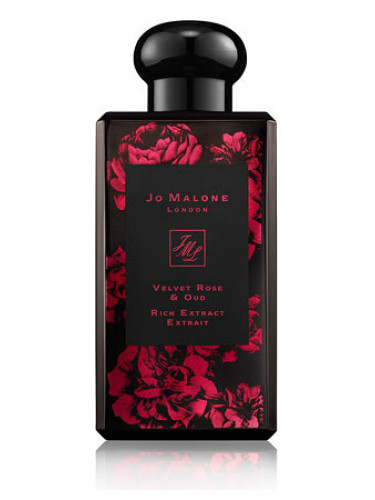 JO MALONE
LONDON
JML
VELVET ROSE
& OUD
RICH EXTRACT
EXTRAIT